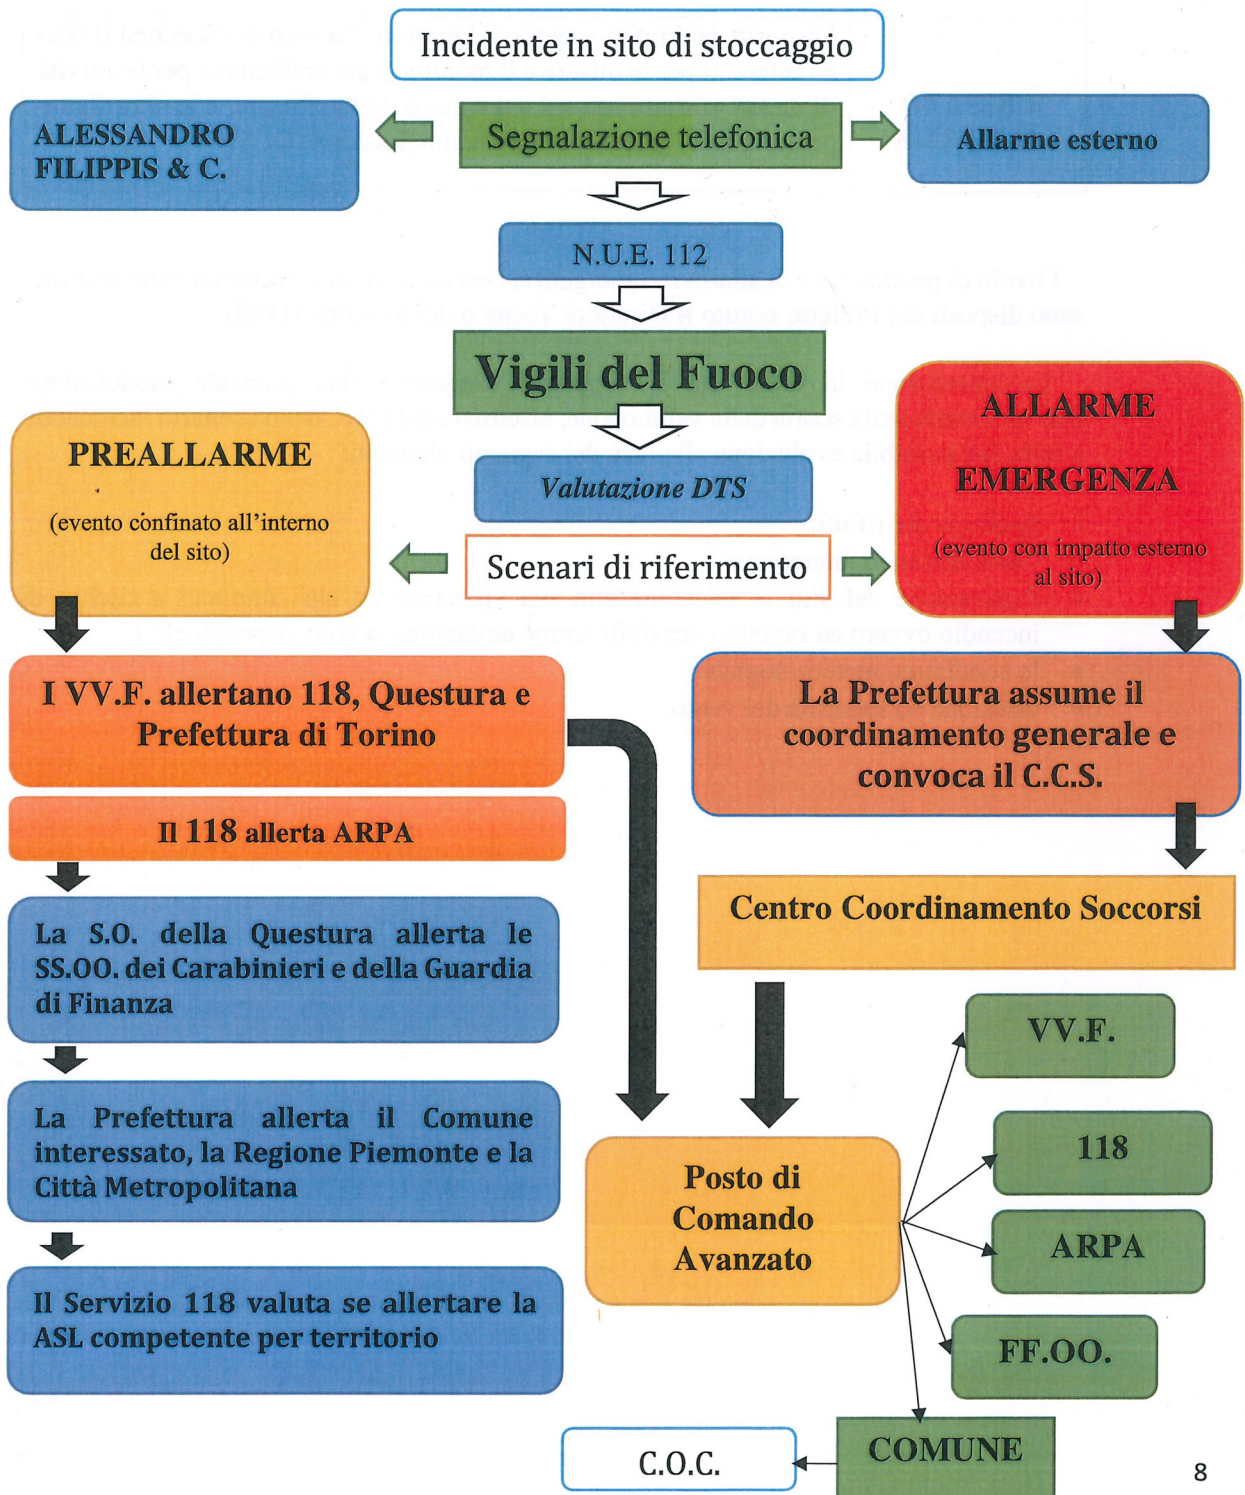 Incidente in sito di stoccaggio
ALESSANDRO
FILIPPIS & C.
Segnalazione telefonica
Allarme esterno
N.U.E. 112
Vigili del Fuoco
PREALLARME
(evento confinato all'interno
del sito)
Valutazione DTS
Scenari di riferimento
ALLARME
EMERGENZA
(evento con impatto esterno
al sito)
I VV.F. allertano 118, Questura e
Prefettura di Torino
Il 118 allerta ARPA
La S.O. della Questura allerta le
SS.OO. dei Carabinieri e della Guardia
di Finanza
La Prefettura allerta il Comune
interessato, la Regione Piemonte e la
Città Metropolitana
Il Servizio 118 valuta se allertare la
ASL competente per territorio
La Prefettura assume il
coordinamento generale e
convoca il C.C.S.
Centro Coordinamento Soccorsi
Posto di
Comando
Avanzato
VV.F.
118
ARPA
FF.OO.
COMUNE
C.O.C.
8